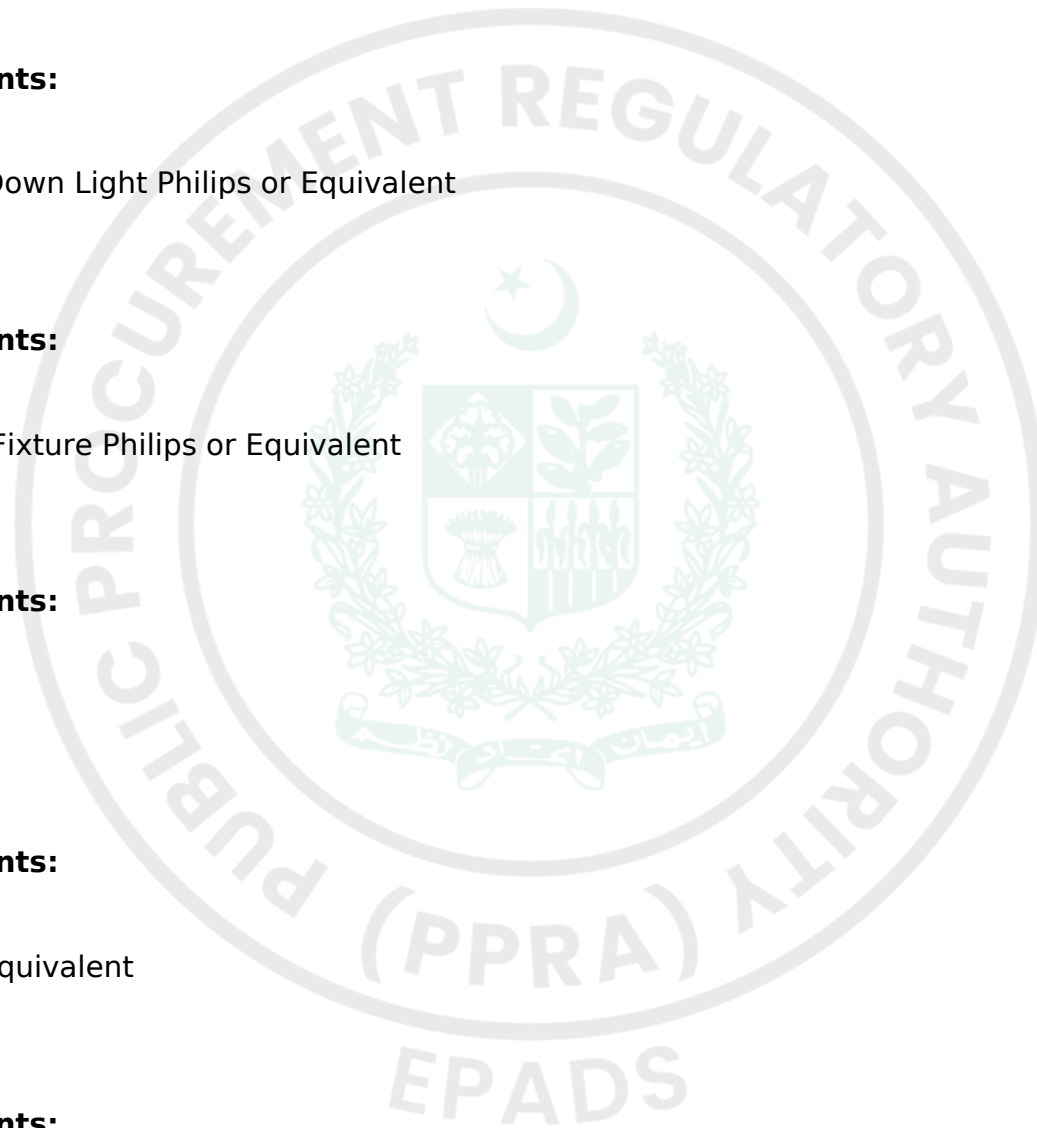 nts:
Down Light Philips or Equivalent
nts:
Fixture Philips or Equivalent
nts:
nts:
quivalent
nts:
PUBLIC PROCUREMENT REGULATORY AUTHORITY
(PPRA)
EPADS